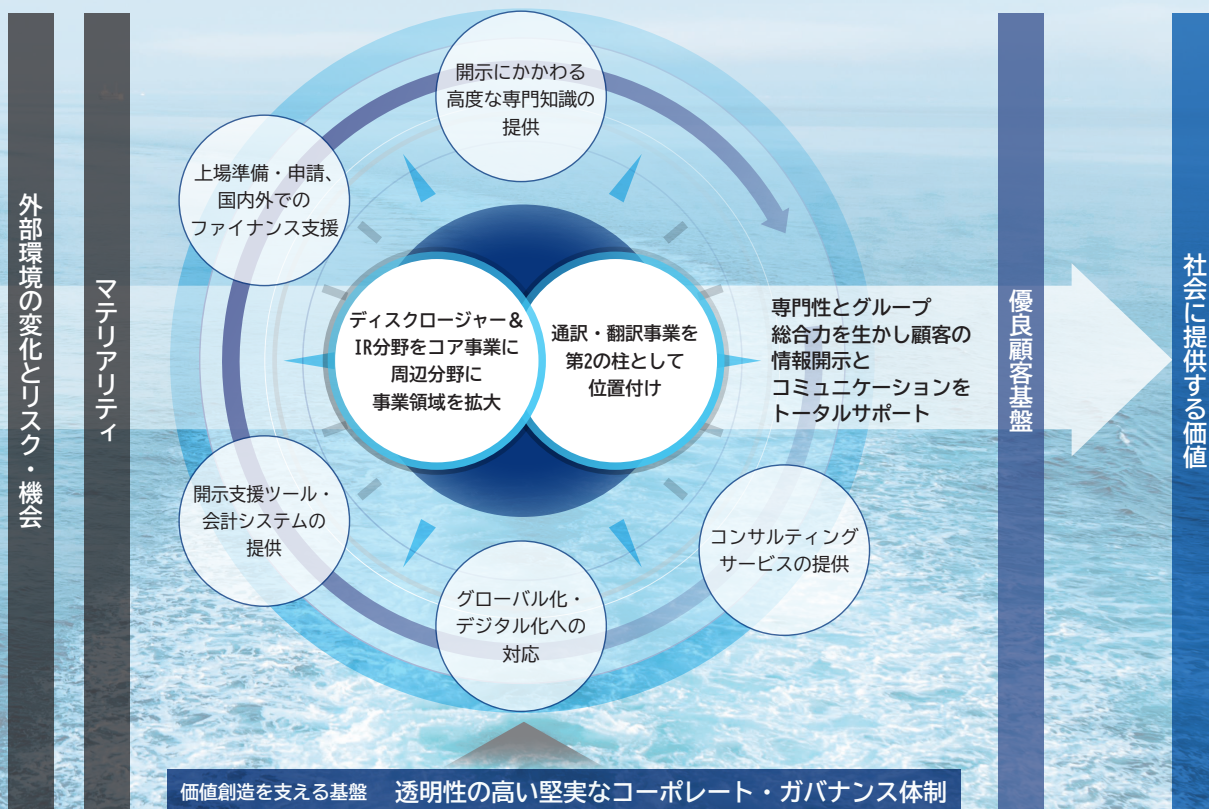 外部環境の変化とリスク・機会
マテリアリティ
開示にかかわる
高度な専門知識の
提供
上場準備・申請、
国内外での
ファイナンス支援
ディスクロージャー&
IR分野をコア事業に
周辺分野に
事業領域を拡大
通訳・翻訳事業を
第2の柱として
位置付け
専門性とグループ
総合力を生かし顧客の
情報開示と
コミュニケーションを
トータルサポート
開示支援ツール・
会計システムの
提供
グローバル化・
デジタル化への
対応
コンサルティング
サービスの提供
優良顧客基盤
社会に提供する価値
価値創造を支える基盤 透明性の高い堅実なコーポレート・ガバナンス体制